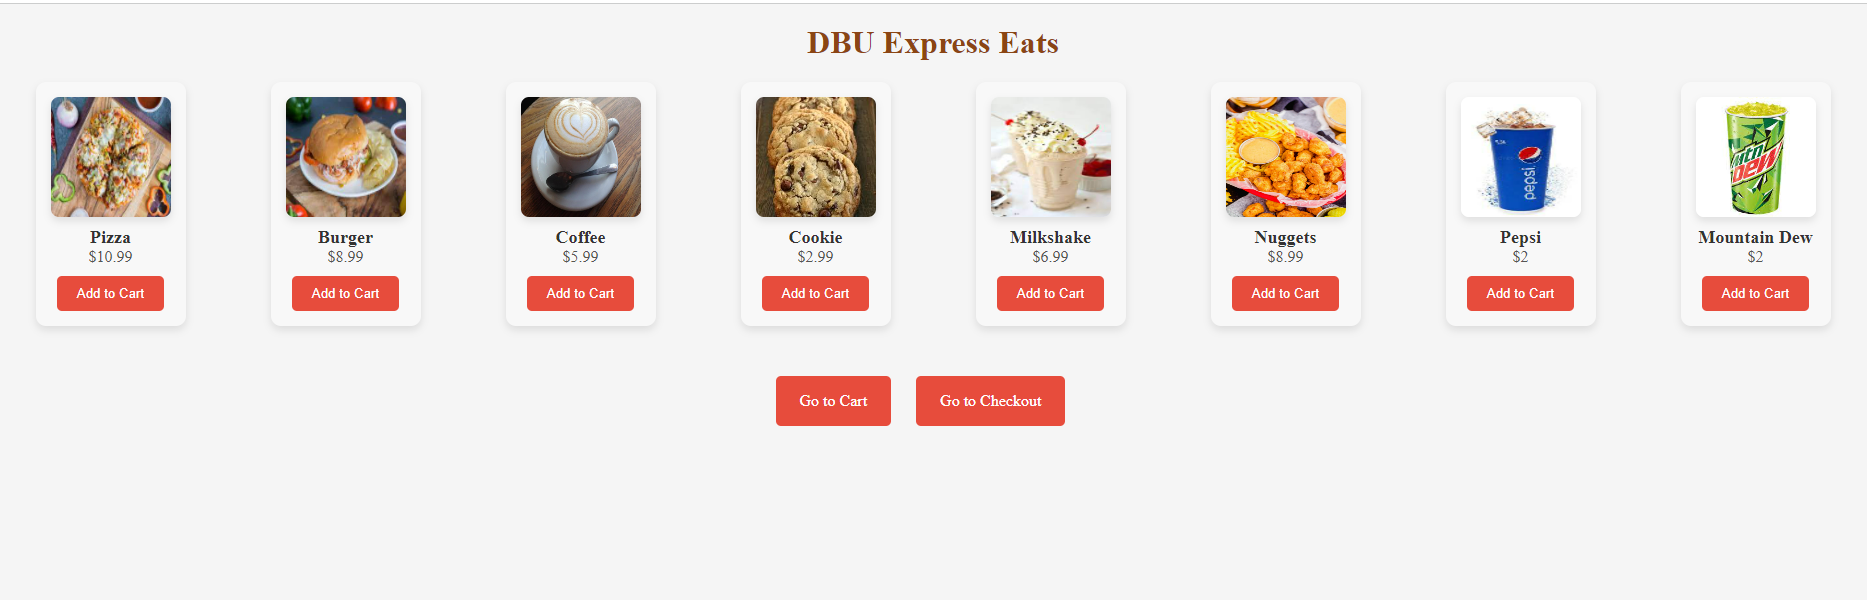 DBU Express Eats
Pizza
$10.99
Add to Cart
Burger
$8.99
Add to Cart
Coffee
$5.99
Add to Cart
Cookie
$2.99
Add to Cart
Milkshake
$6.99
Add to Cart
Nuggets
$8.99
Add to Cart
pepsi
Pepsi
$2
Add to Cart
mtn
DEW
Mountain Dew
$2
Add to Cart
Go to Cart
Go to Checkout